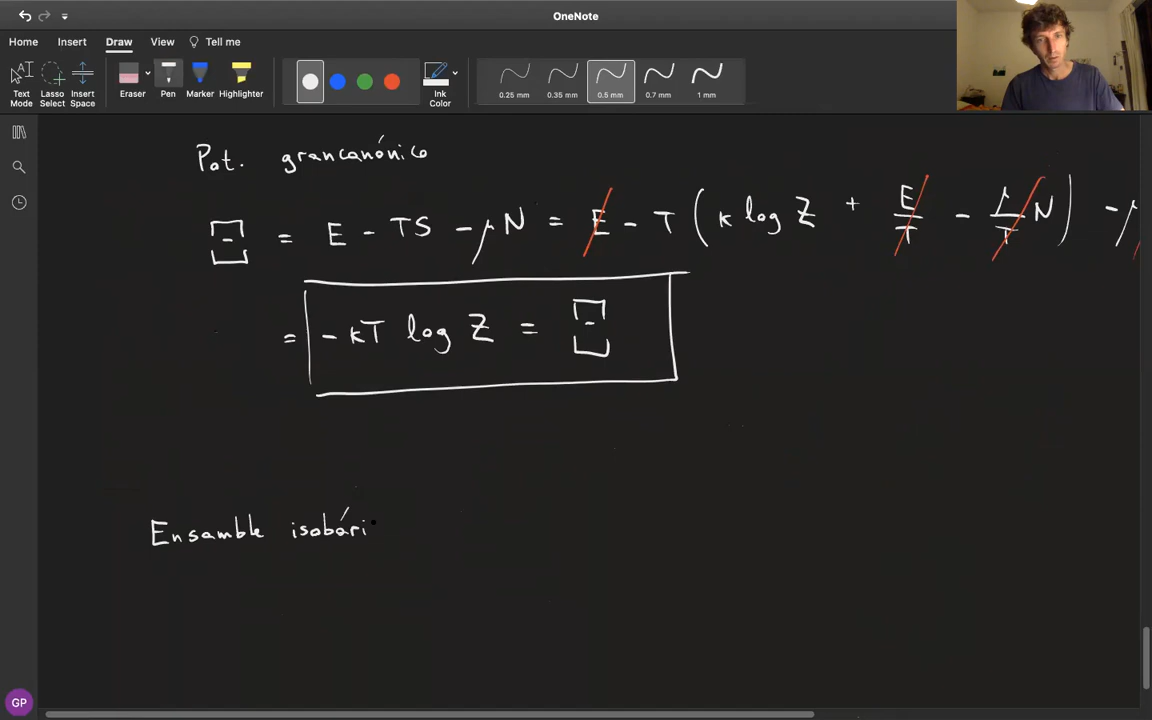 OneNote
Home Insert Draw View Tell me
Text Mode Lasso Select Insert Space Eraser Pen Marker Highlighter Ink Color 0.25 mm 0.35 mm 0.5 mm 0.7 mm 1 mm
Pot. grancanónico
Ξ = E - TS - μN = E - T (k log Z + E/T - μ/T N) - μ
= -kT log Z = Ξ
Ensamble isobári
GP